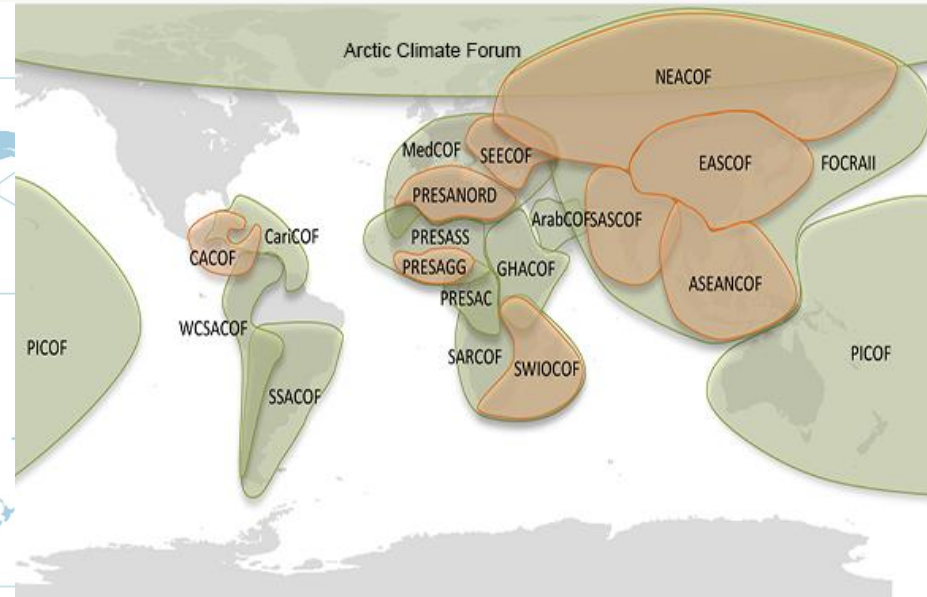 Arctic Climate Forum
NEACOF
MedCOF
SEECOF
EASCOF
FOCRAII
PRESANORD
ArabCOF
SASCOF
CariCOF
PRESASS
CACOF
PRESAGG
GHACOF
ASEANCOF
PRESAC
WCSACOF
PICOF
SARCOF
SWIOCOF
PICOF
SSACOF